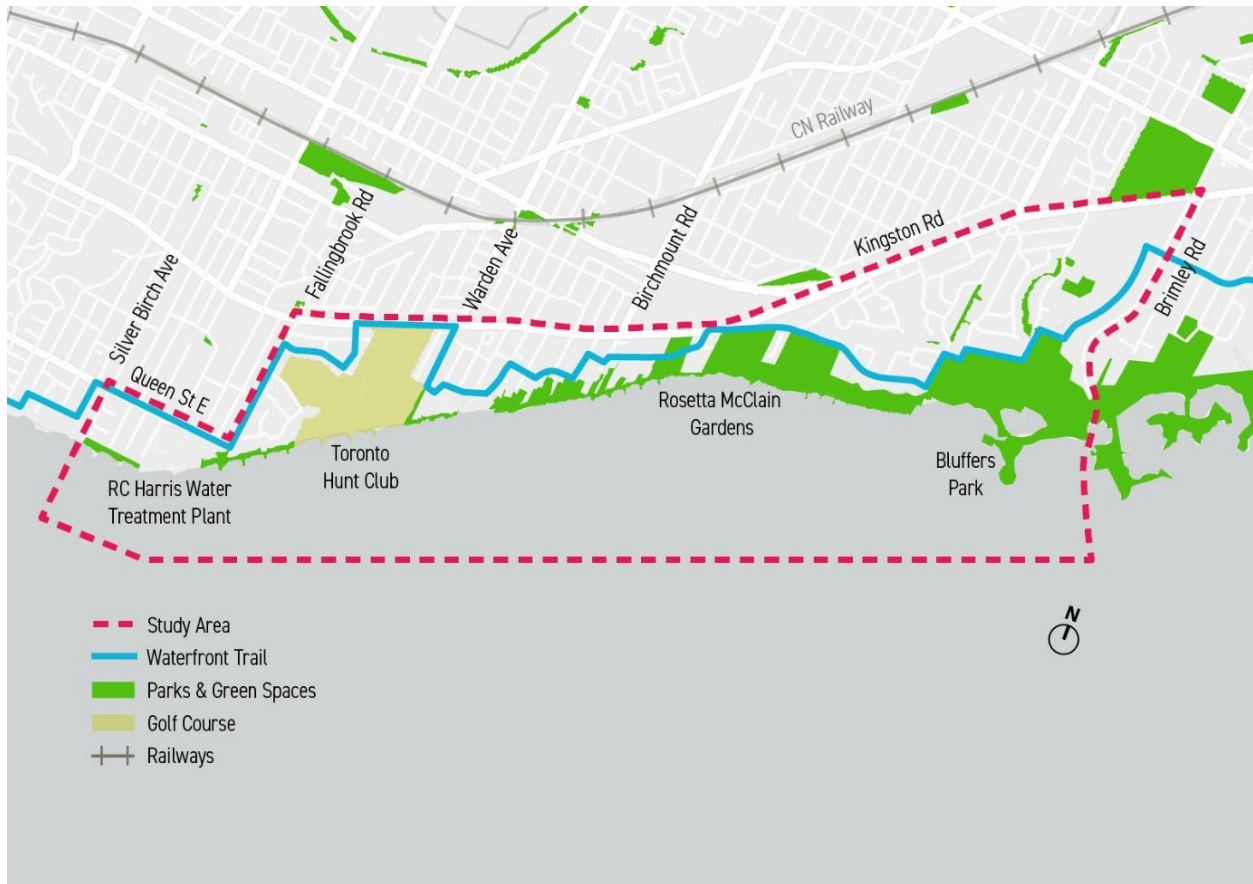 CN Railway
Fallingbrook Rd
Warden Ave
Birchmount Rd
Kingston Rd
Silver Birch Ave
Brimley Rd
Queen St E
Rosetta McClain
Gardens
Toronto
Hunt Club
Bluffers
Park
RC Harris Water
Treatment Plant
N
Study Area
Waterfront Trail
Parks & Green Spaces
Golf Course
Railways